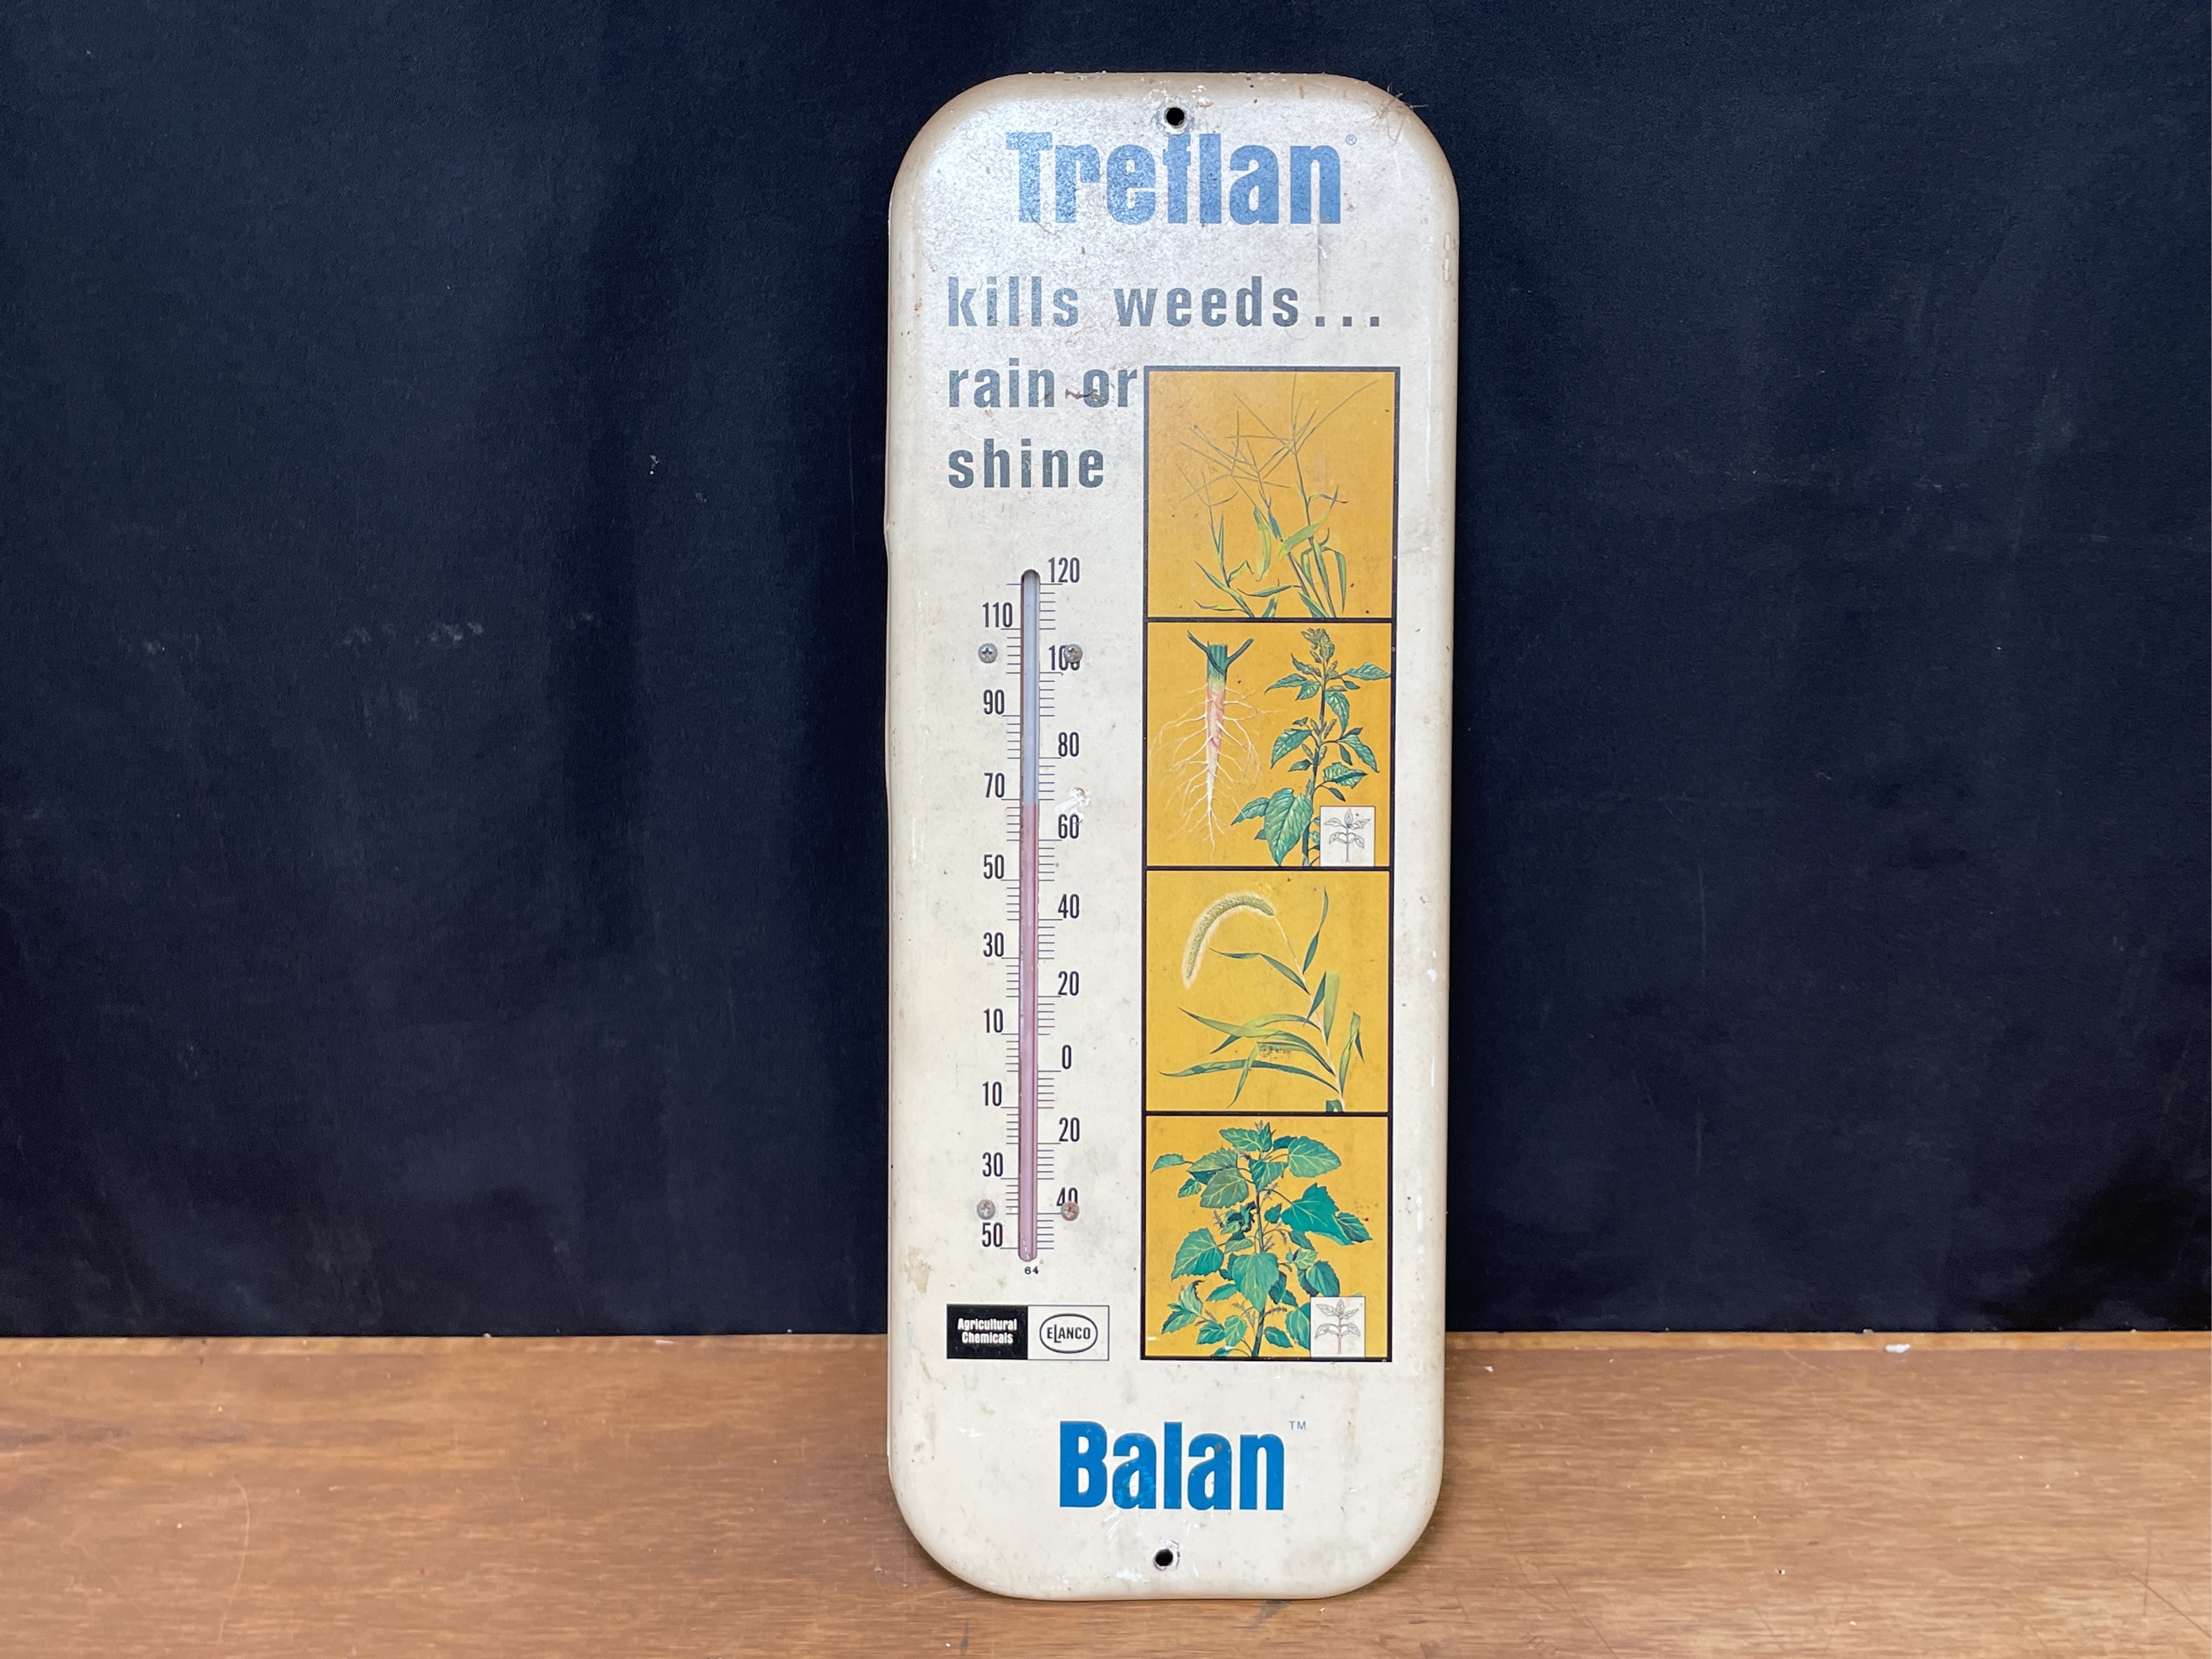 Treflan®
kills weeds...
rain or
shine
120
110
100
90
80
70
60
50
40
30
20
10
0
10
20
30
40
50
64
Agricultural
Chemicals
ELANCO
Balan™